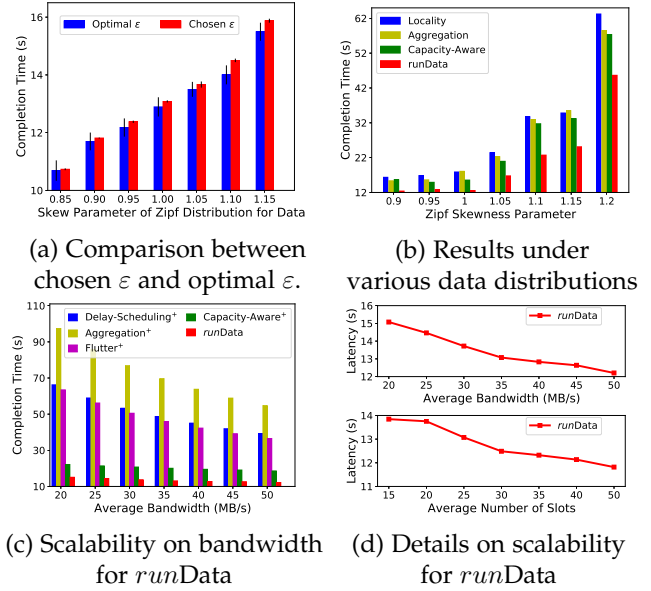 Completion Time (s)
16
14
12
10
Optimal ε
Chosen ε
0.85 0.90 0.95 1.00 1.05 1.10 1.15
Skew Parameter of Zipf Distribution for Data
(a) Comparison between
chosen ε and optimal ε.
Completion Time (s)
62
52
42
32
22
12
Locality
Aggregation
Capacity-Aware
runData
0.9 0.95 1 1.05 1.1 1.15 1.2
Zipf Skewness Parameter
(b) Results under
various data distributions
Completion Time (s)
110
90
70
50
30
10
Delay-Scheduling+
Aggregation+
Flutter+
Capacity-Aware+
runData
20 25 30 35 40 45 50
Average Bandwidth (MB/s)
(c) Scalability on bandwidth
for runData
Latency (s)
16
15
14
13
12
runData
20 25 30 35 40 45 50
Average Bandwidth (MB/s)
Latency (s)
14
13
12
11
runData
15 20 25 30 35 40 50
Average Number of Slots
(d) Details on scalability
for runData